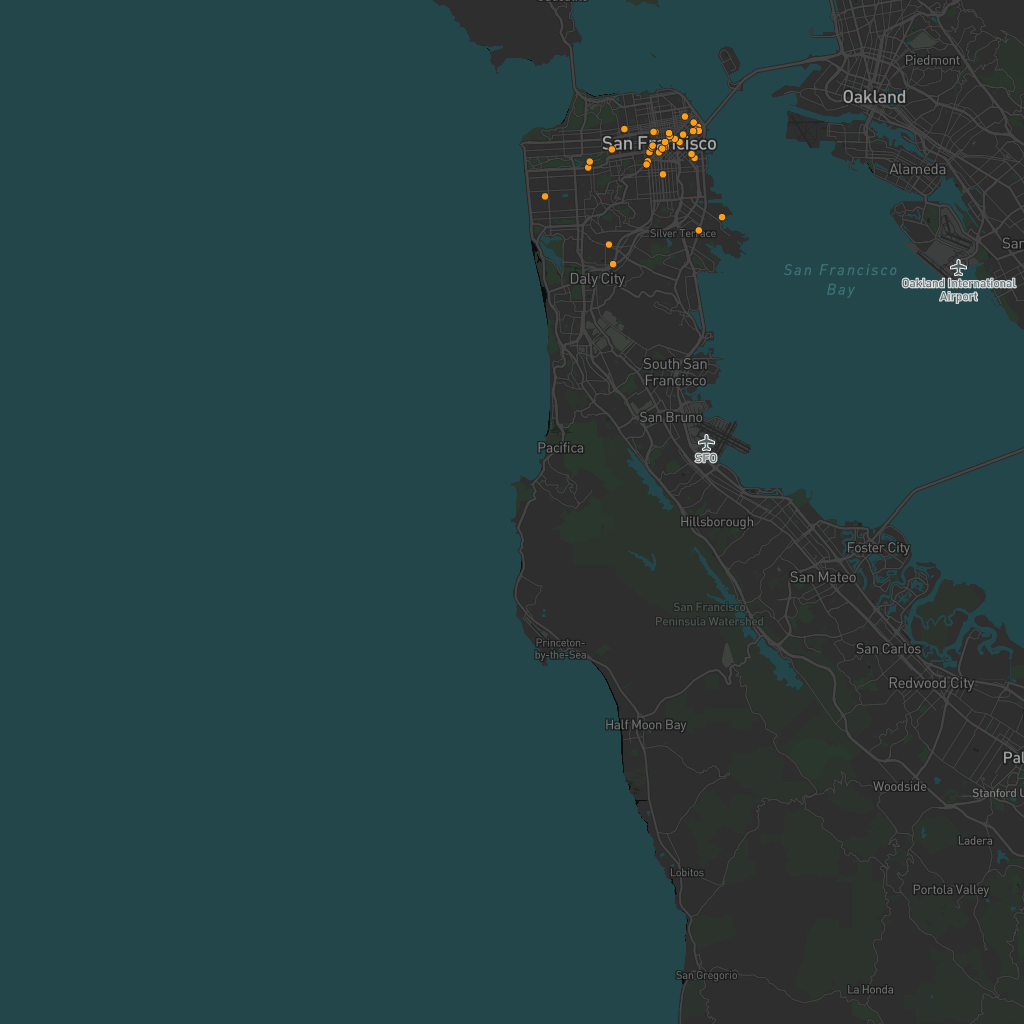 Piedmont
Oakland
San Francisco
Alameda
Silver Terrace
San Francisco
Bay
Daly City
Oakland International
Airport
South San
Francisco
San Bruno
Pacifica
SFO
Hillsborough
Foster City
San Mateo
San Francisco
Peninsula Watershed
Princeton-
by-the-Sea
San Carlos
Redwood City
Half Moon Bay
Pal
Woodside
Stanford U
Ladera
Lobitos
Portola Valley
San Gregorio
La Honda